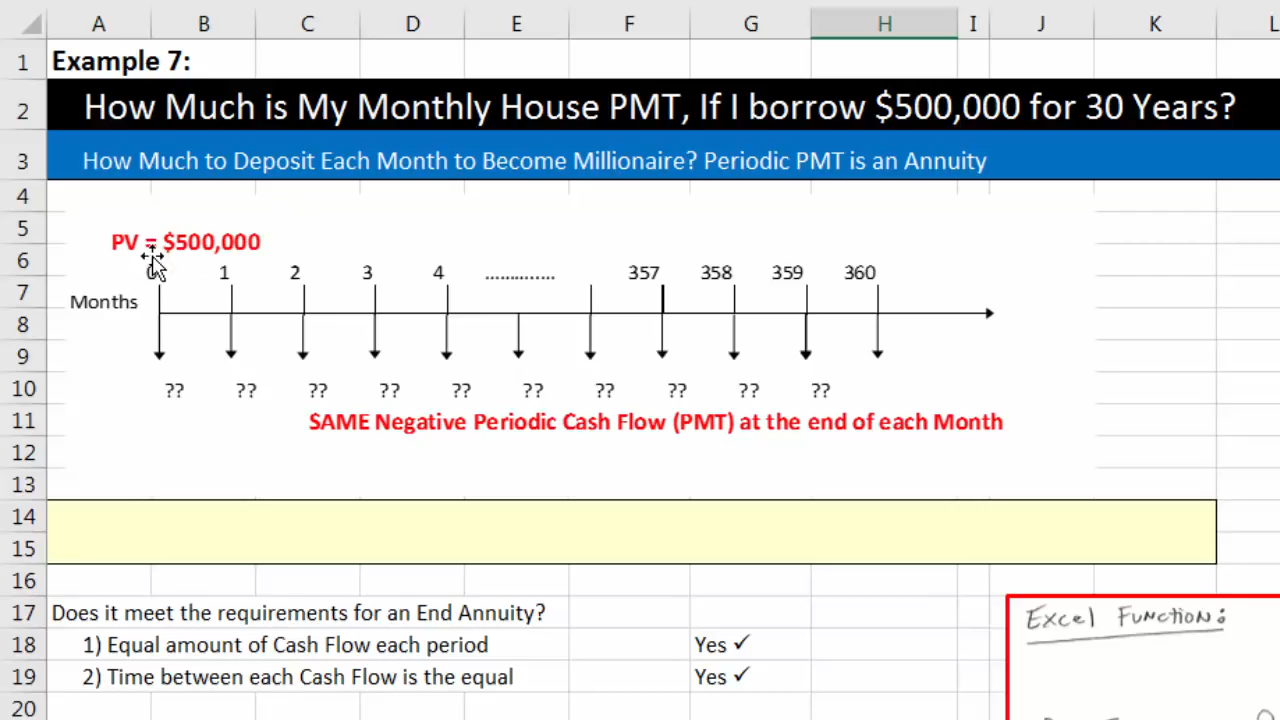 A B C D E F G H I J K L
1 Example 7:
2 How Much is My Monthly House PMT, If I borrow $500,000 for 30 Years?
3 How Much to Deposit Each Month to Become Millionaire? Periodic PMT is an Annuity
4
5 PV = $500,000
6 0 1 2 3 4 ............... 357 358 359 360
7 Months
8
9
10 ?? ?? ?? ?? ?? ?? ?? ?? ?? ??
11 SAME Negative Periodic Cash Flow (PMT) at the end of each Month
12
13
14
15
16
17 Does it meet the requirements for an End Annuity? Excel Function:
18 1) Equal amount of Cash Flow each period Yes ✓
19 2) Time between each Cash Flow is the equal Yes ✓
20